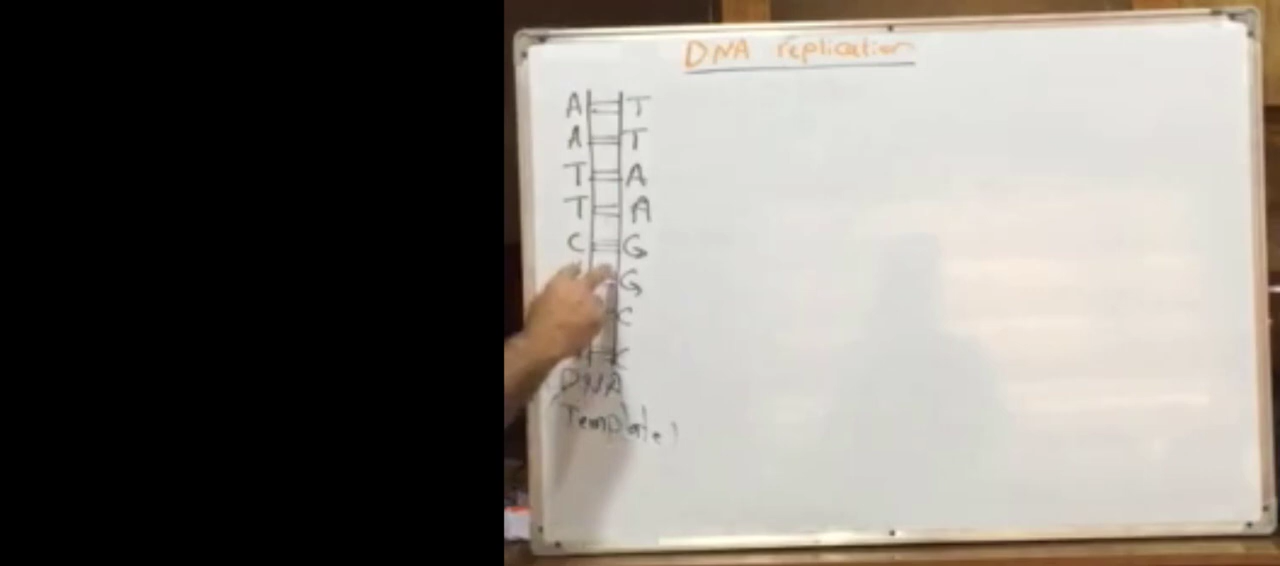 DNA replication
A T
A T
T A
T A
C G
G
C
C
DNA
Template